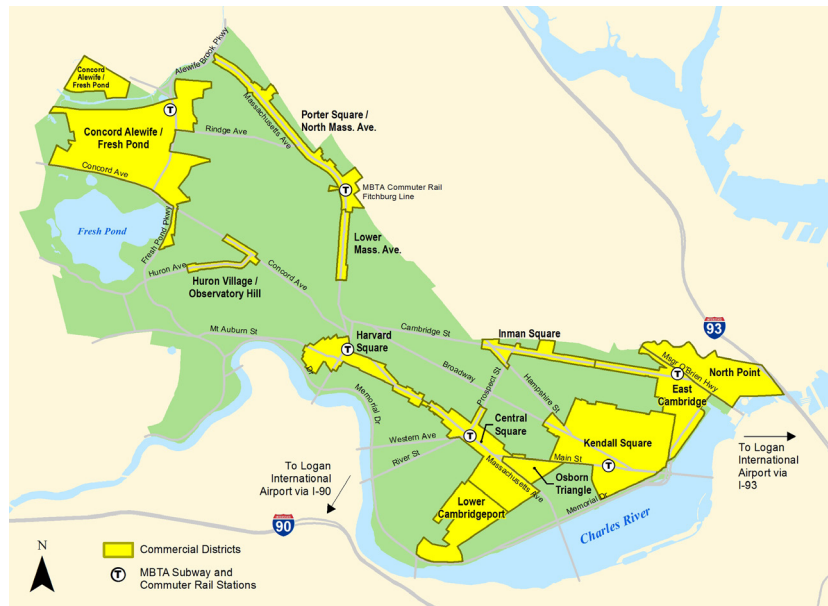 Concord
Alewife /
Fresh Pond
Alewife Brook Pkwy
T
Concord Alewife /
Fresh Pond
Rindge Ave
Massachusetts Ave
Porter Square /
North Mass. Ave.
Concord Ave
T
MBTA Commuter Rail
Fitchburg Line
Fresh Pond
Fresh Pond Pkwy
Lower
Mass. Ave.
Huron Ave
Huron Village /
Observatory Hill
Concord Ave
Mt Auburn St
Harvard
Square
T
Cambridge St
Inman Square
93
Msgr O'Brien Hwy
North Point
T
East
Cambridge
Broadway
Prospect St
Hampshire St
Dr
Memorial Dr
Central
Square
T
Western Ave
River St
Kendall Square
Main St
T
To Logan
International
Airport via
I-93
To Logan
International
Airport via I-90
Massachusetts Ave
Osborn
Triangle
Memorial Dr
Lower
Cambridgeport
Charles River
90
N
Commercial Districts
T
MBTA Subway and
Commuter Rail Stations